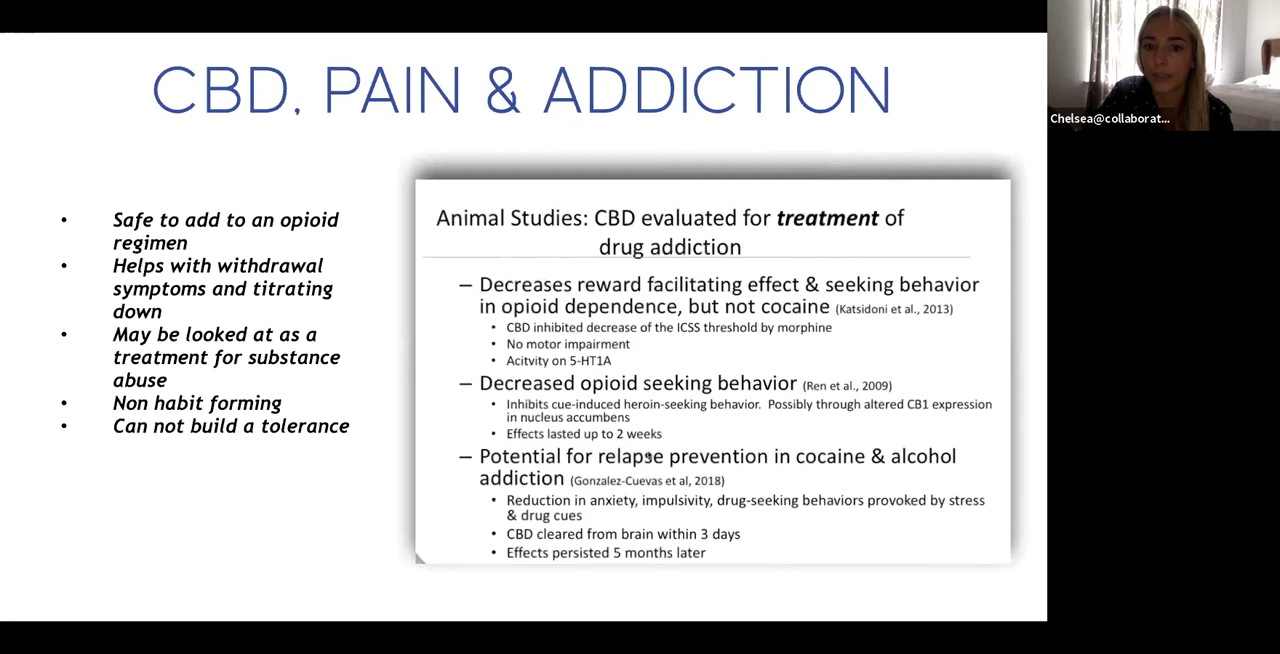 CBD, PAIN & ADDICTION
Chelsea@collaborat...
• Safe to add to an opioid
regimen
• Helps with withdrawal
symptoms and titrating
down
• May be looked at as a
treatment for substance
abuse
• Non habit forming
• Can not build a tolerance
Animal Studies: CBD evaluated for treatment of
drug addiction
– Decreases reward facilitating effect & seeking behavior
in opioid dependence, but not cocaine (Katsidoni et al., 2013)
• CBD inhibited decrease of the ICSS threshold by morphine
• No motor impairment
• Acitvity on 5-HT1A
– Decreased opioid seeking behavior (Ren et al., 2009)
• Inhibits cue-induced heroin-seeking behavior. Possibly through altered CB1 expression
in nucleus accumbens
• Effects lasted up to 2 weeks
– Potential for relapse prevention in cocaine & alcohol
addiction (Gonzalez-Cuevas et al, 2018)
• Reduction in anxiety, impulsivity, drug-seeking behaviors provoked by stress
& drug cues
• CBD cleared from brain within 3 days
• Effects persisted 5 months later